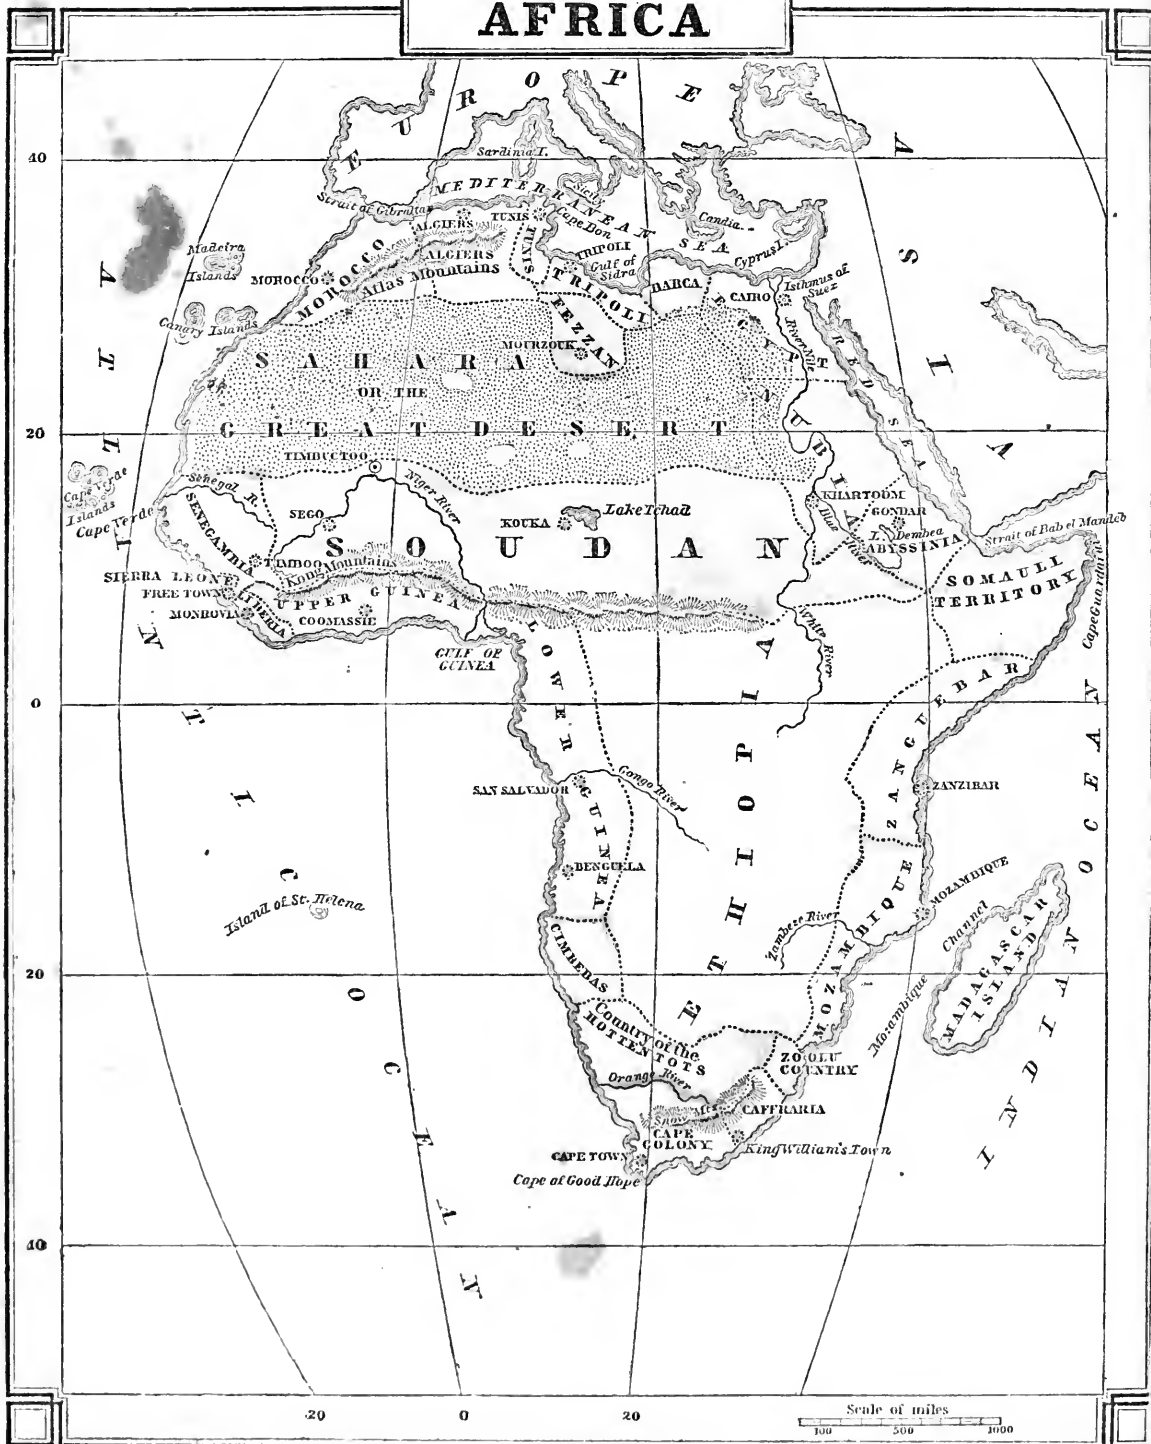 AFRICA
EUROPE
ASIA
ATLANTIC OCEAN
INDIAN OCEAN
40
Sardinia I.
MEDITERRANEAN SEA
Strait of Gibraltar
Sicily
Cape Bon
Candia
Cyprus I.
ALGIERS
TUNIS
TUNIS
ALGIERS
TRIPOLI
Gulf of
Sidra
Madeira
Islands
MOROCCO
MOROCCO
Atlas Mountains
TRIPOLI
BARCA
EGYPT
CAIRO
Isthmus of
Suez
Canary Islands
FEZZAN
MOURZOUK
River Nile
RED SEA
SAHARA
OR THE
GREAT DESERT
NUBIA
20
TIMBUCTOO
Senegal R.
Niger River
Cape Verde
Islands
Cape Verde
SENEGAMBIA
SEGO
KOUKA
Lake Tchad
KHARTOUM
GONDAR
Blue
L. Dembea
ABYSSINIA
Strait of Bab el Mandeb
SOUDAN
TIMBOO
Kong Mountains
SIERRA LEONE
FREE TOWN
LIBERIA
MONROVIA
UPPER GUINEA
COOMASSIE
SOMAULI
TERRITORY
Cape Guardafui
White River
GULF OF
GUINEA
LOWER GUINEA
0
ZANGUEBAR
ETHIOPIA
Congo River
SAN SALVADOR
ZANZIBAR
BENGUELA
Island of St. Helena
MOZAMBIQUE
MOZAMBIQUE
Zambeze River
Mozambique Channel
MADAGASCAR
ISLAND
CIMBEBAS
20
Country of the
HOTTENTOTS
ZOOLU
COUNTRY
Orange River
Snow Mts.
CAFFRARIA
CAPE
COLONY
King William's Town
CAPE TOWN
Cape of Good Hope
40
20
0
20
Scale of miles
100 500 1000